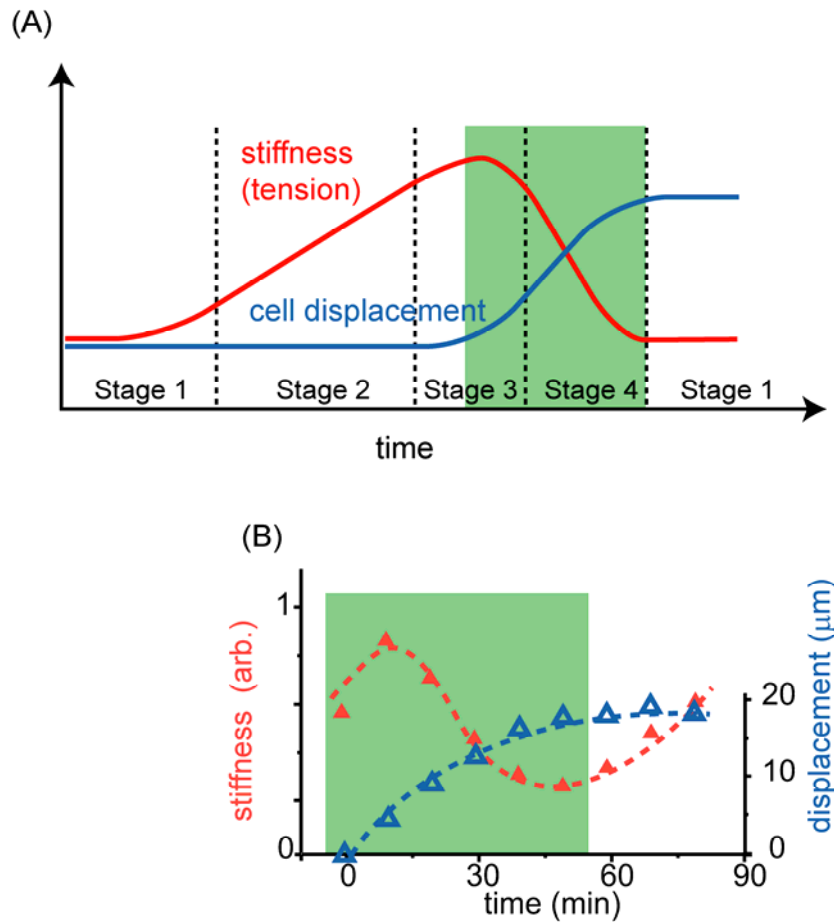 (A)
stiffness
(tension)
cell displacement
Stage 1 Stage 2 Stage 3 Stage 4 Stage 1
time
(B)
1
0
stiffness (arb.)
20
10
0
displacement (μm)
0 30 60 90
time (min)